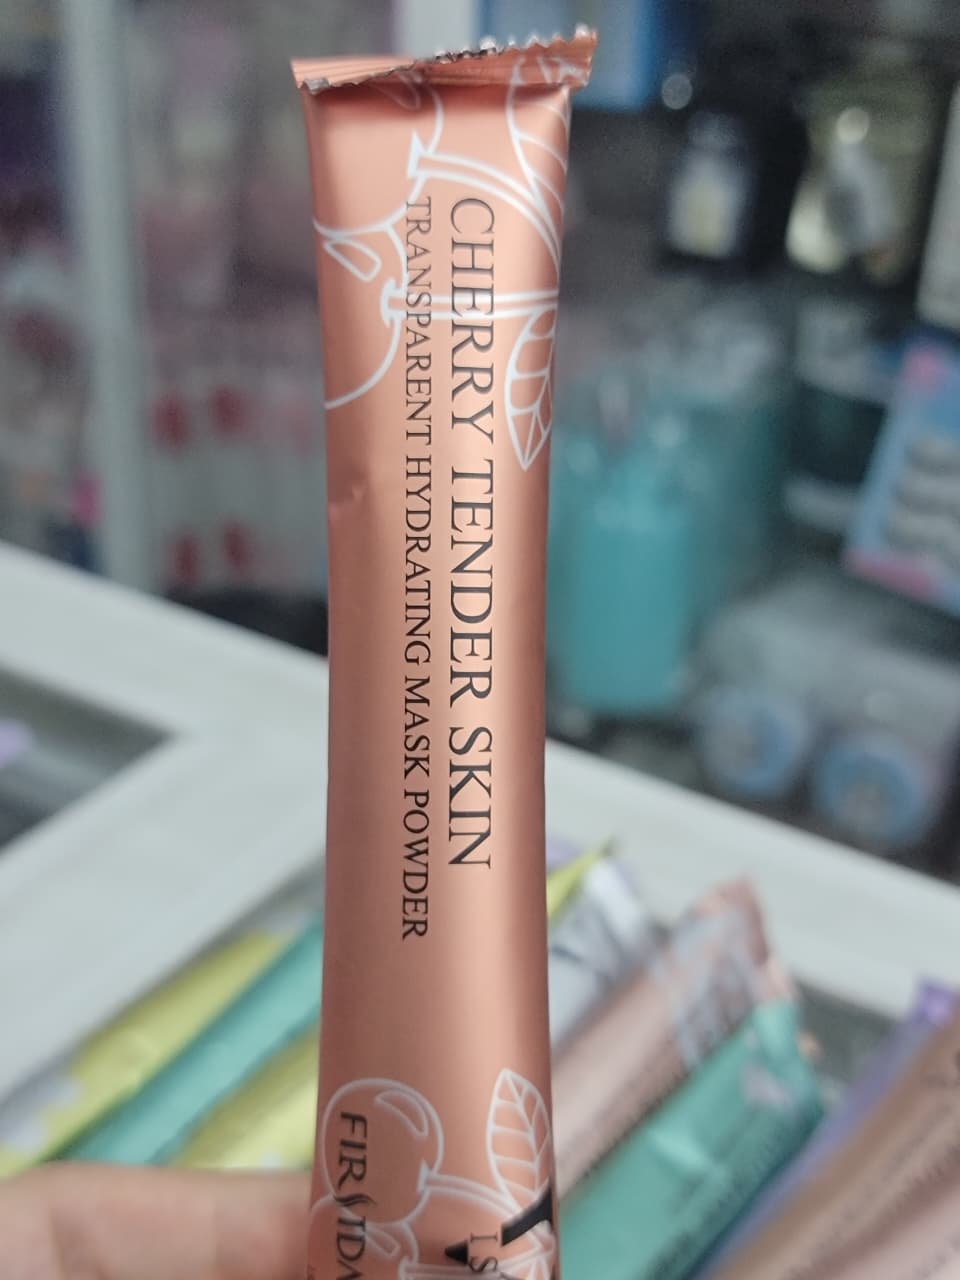 CHERRY TENDER SKIN
TRANSPARENT HYDRATING MASK POWDER